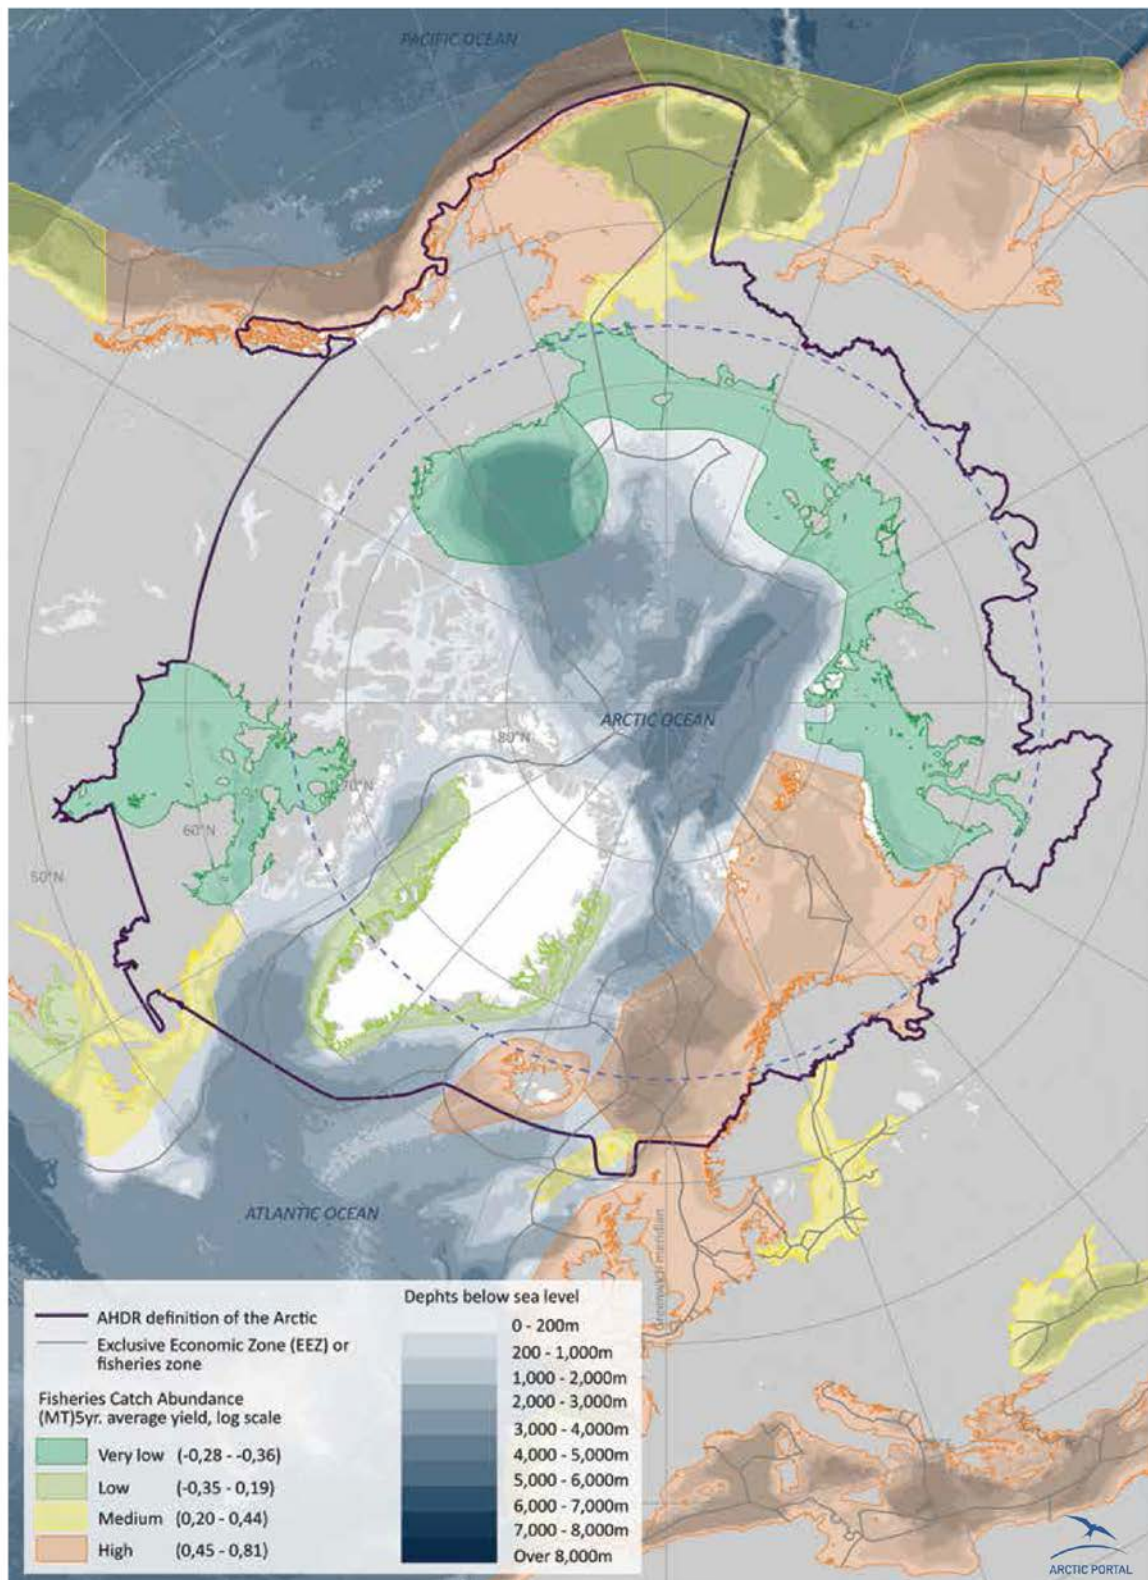 PACIFIC OCEAN
ARCTIC OCEAN
80°N
70°N
60°N
50°N
ATLANTIC OCEAN
Greenwich meridian
AHDR definition of the Arctic
Exclusive Economic Zone (EEZ) or
fisheries zone
Fisheries Catch Abundance
(MT)5yr. average yield, log scale
Very low (-0,28 - -0,36)
Low (-0,35 - 0,19)
Medium (0,20 - 0,44)
High (0,45 - 0,81)
Dephts below sea level
0 - 200m
200 - 1,000m
1,000 - 2,000m
2,000 - 3,000m
3,000 - 4,000m
4,000 - 5,000m
5,000 - 6,000m
6,000 - 7,000m
7,000 - 8,000m
Over 8,000m
ARCTIC PORTAL